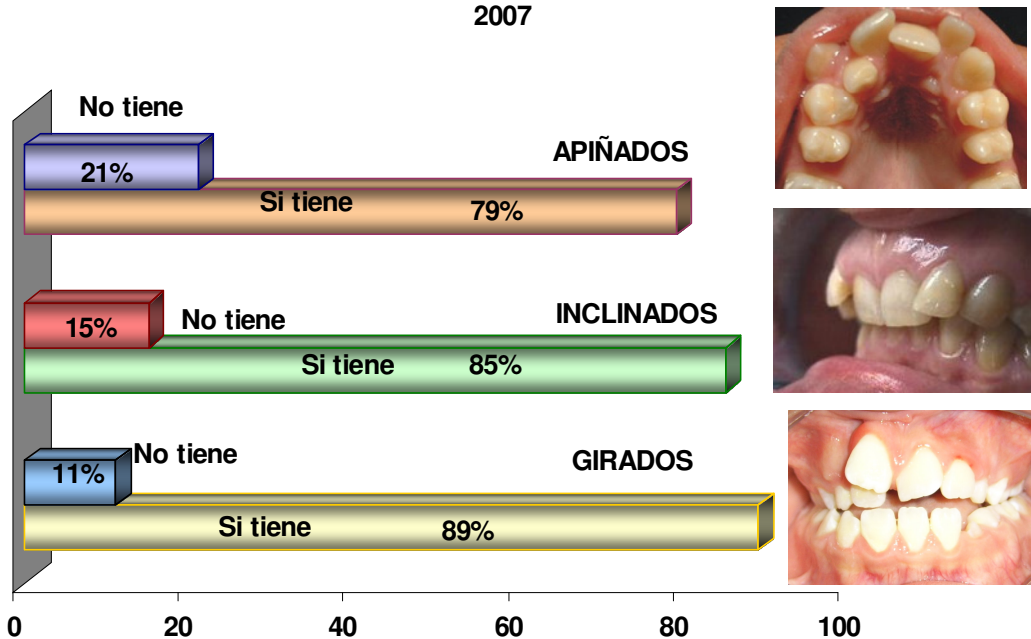 2007
No tiene
APIÑADOS
21%
Si tiene 79%
No tiene INCLINADOS
15%
Si tiene 85%
No tiene GIRADOS
11%
Si tiene 89%
0 20 40 60 80 100